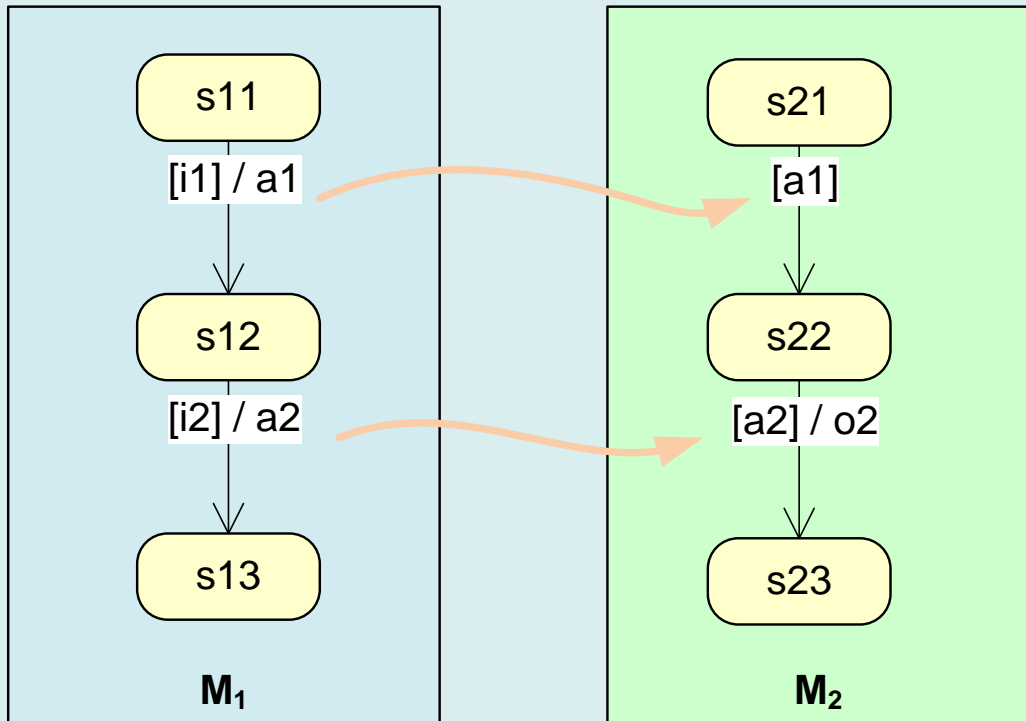 s11
[i1] / a1
s12
[i2] / a2
s13
M₁
s21
[a1]
s22
[a2] / o2
s23
M₂